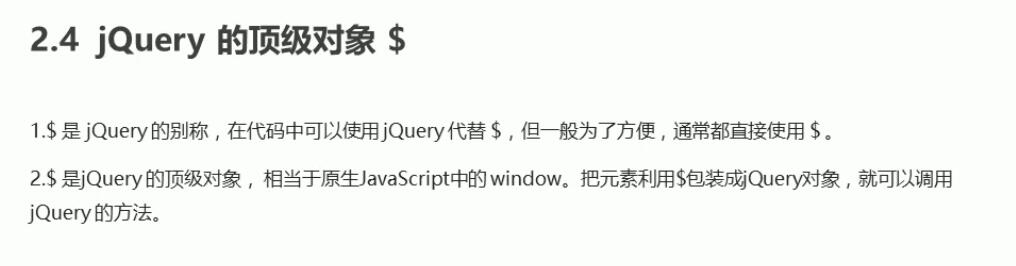 2.4 jQuery 的顶级对象 $
1.$ 是 jQuery 的别称，在代码中可以使用 jQuery 代替 $，但一般为了方便，通常都直接使用 $ 。
2.$ 是jQuery 的顶级对象， 相当于原生JavaScript中的 window。把元素利用$包装成jQuery对象，就可以调用
jQuery 的方法。